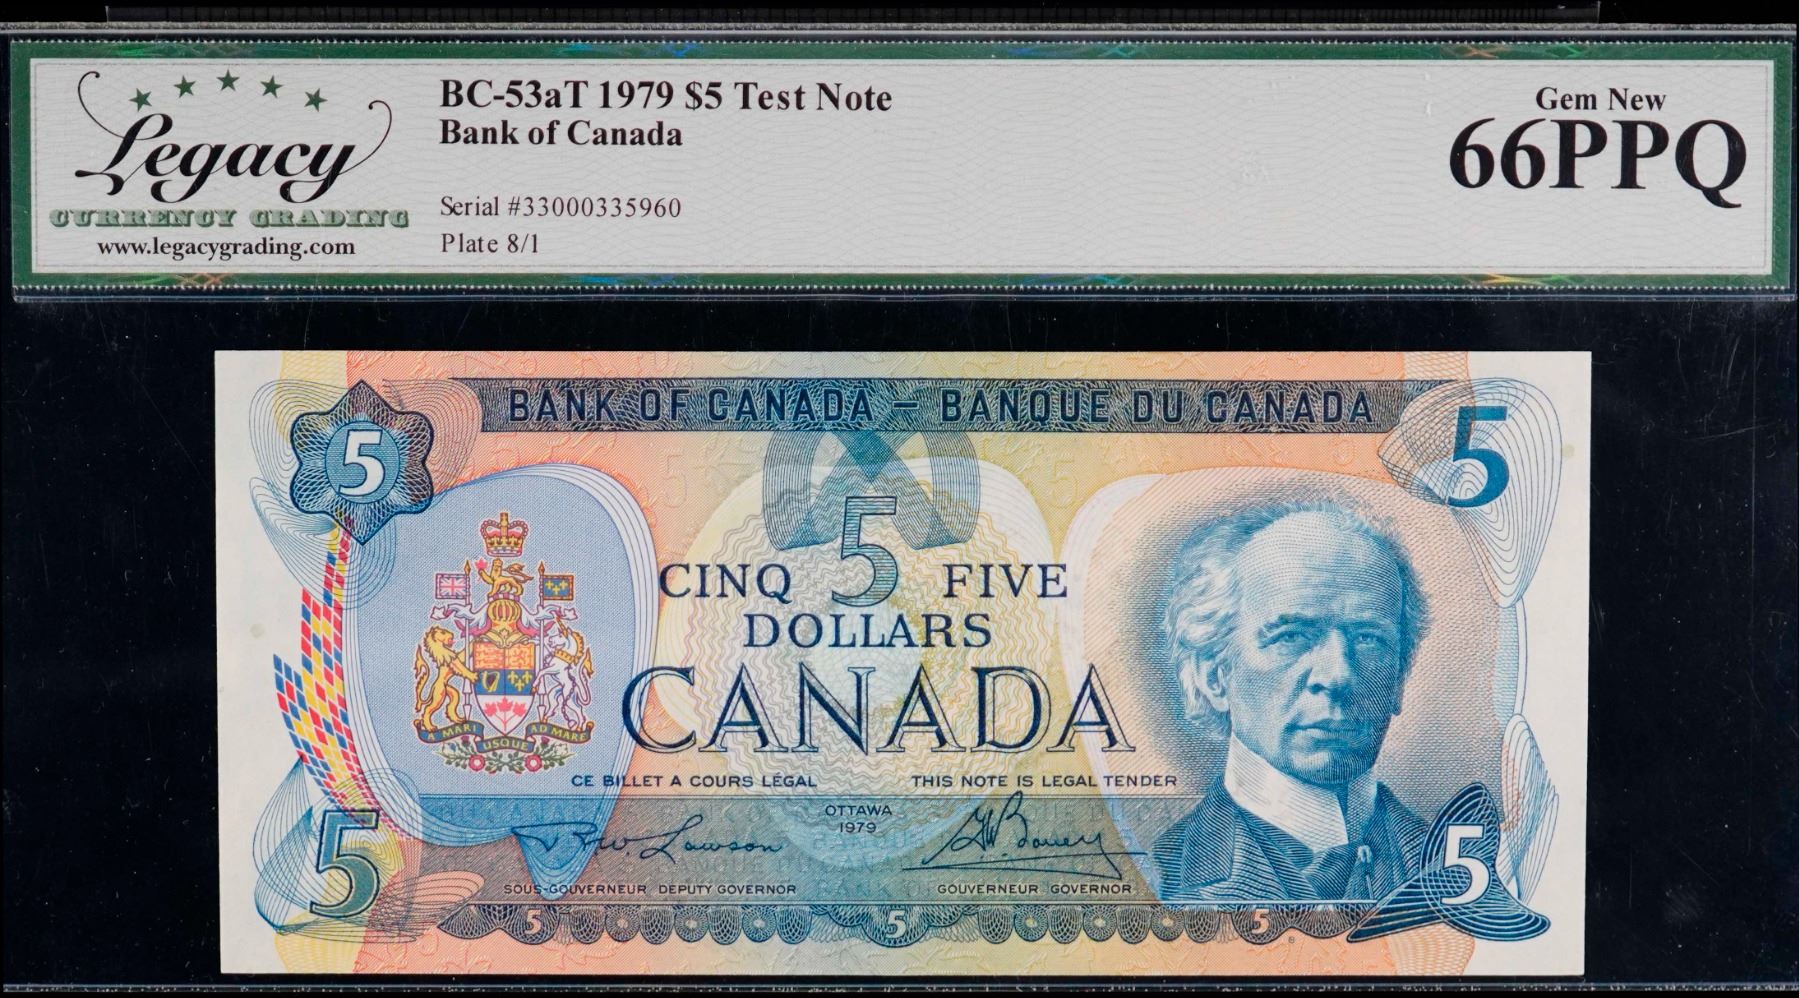 Legacy
CURRENCY GRADING
www.legacygrading.com
BC-53aT 1979 $5 Test Note
Bank of Canada
Serial #33000335960
Plate 8/1
Gem New
66PPQ
BANK OF CANADA – BANQUE DU CANADA
5
5
5
CINQ FIVE
DOLLARS
CANADA
A MARI USQUE AD MARE
CE BILLET A COURS LÉGAL THIS NOTE IS LEGAL TENDER
OTTAWA
1979
R.W. Lawson
G.K. Bouey
SOUS-GOUVERNEUR DEPUTY GOVERNOR GOUVERNEUR GOVERNOR
5
5
5 5 5